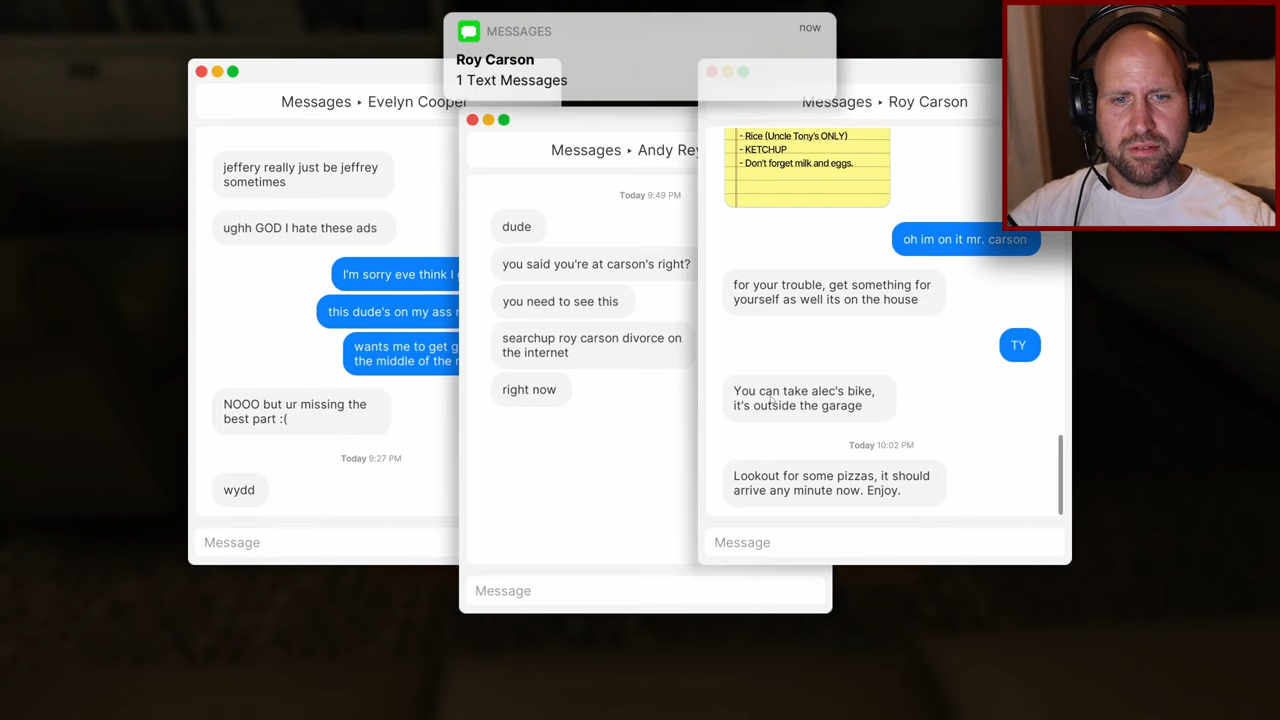 MESSAGES
now
Roy Carson
1 Text Messages
Messages ‣ Evelyn Cooper
jeffery really just be jeffrey
sometimes
ughh GOD I hate these ads
I'm sorry eve think I
this dude's on my ass
wants me to get
the middle of the
NOOO but ur missing the
best part :(
Today 9:27 PM
wydd
Message
Messages ‣ Andy Rey
Today 9:49 PM
dude
you said you're at carson's right?
you need to see this
searchup roy carson divorce on
the internet
right now
Message
Messages ‣ Roy Carson
- Rice (Uncle Tony's ONLY)
- KETCHUP
- Don't forget milk and eggs.
oh im on it mr. carson
for your trouble, get something for
yourself as well its on the house
TY
You can take alec's bike,
it's outside the garage
Today 10:02 PM
Lookout for some pizzas, it should
arrive any minute now. Enjoy.
Message